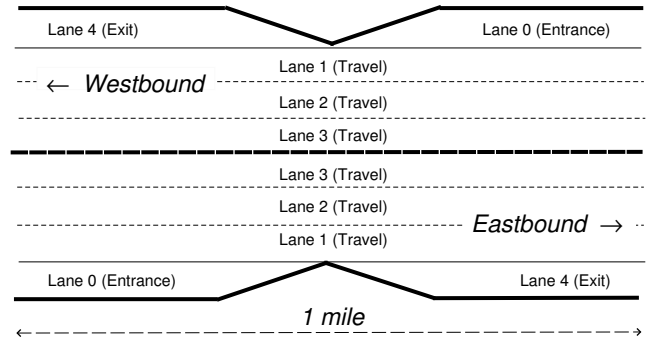 Lane 4 (Exit) Lane 0 (Entrance)
Lane 1 (Travel)
← Westbound
Lane 2 (Travel)
Lane 3 (Travel)
Lane 3 (Travel)
Lane 2 (Travel)
Eastbound →
Lane 1 (Travel)
Lane 0 (Entrance) Lane 4 (Exit)
1 mile